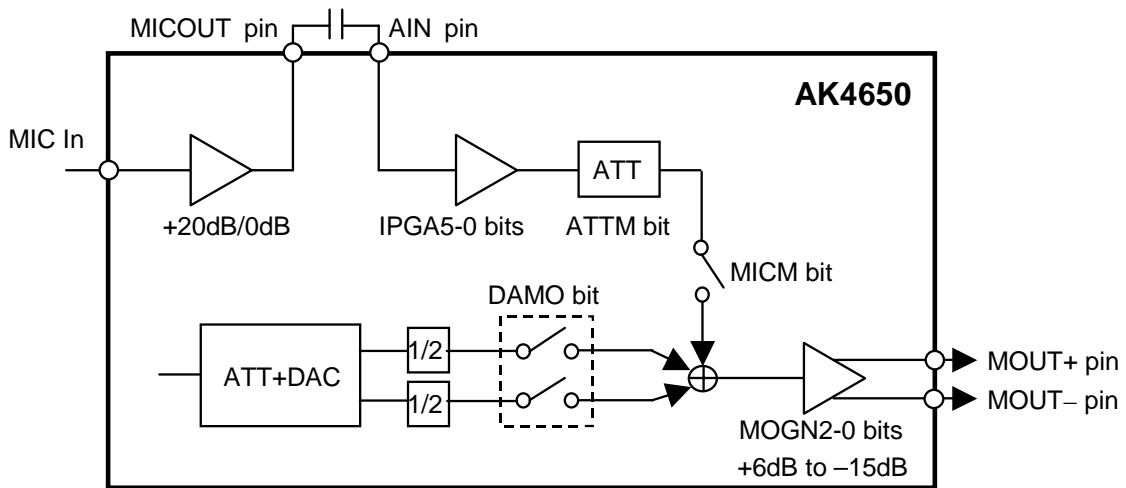 MICOUT pin
AIN pin
AK4650
MIC In
+20dB/0dB
IPGA5-0 bits
ATT
ATTM bit
MICM bit
DAMO bit
ATT+DAC
1/2
1/2
MOUT+ pin
MOUT− pin
MOGN2-0 bits
+6dB to −15dB